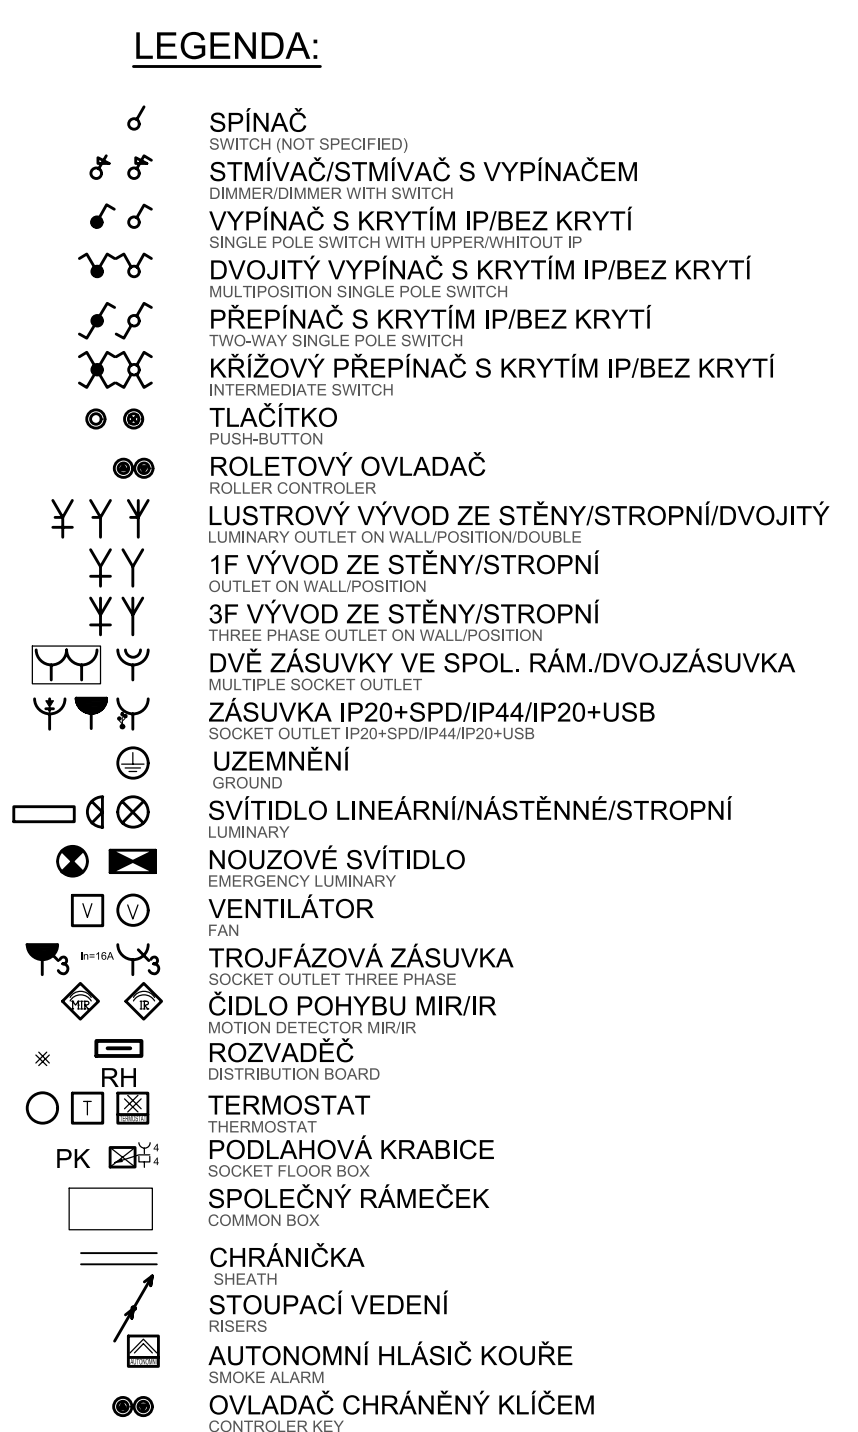 LEGENDA:
SPÍNAČ
SWITCH (NOT SPECIFIED)
STMÍVAČ/STMÍVAČ S VYPÍNAČEM
DIMMER/DIMMER WITH SWITCH
VYPÍNAČ S KRYTÍM IP/BEZ KRYTÍ
SINGLE POLE SWITCH WITH UPPER/WHITOUT IP
DVOJITÝ VYPÍNAČ S KRYTÍM IP/BEZ KRYTÍ
MULTIPOSITION SINGLE POLE SWITCH
PŘEPÍNAČ S KRYTÍM IP/BEZ KRYTÍ
TWO-WAY SINGLE POLE SWITCH
KŘÍŽOVÝ PŘEPÍNAČ S KRYTÍM IP/BEZ KRYTÍ
INTERMEDIATE SWITCH
TLAČÍTKO
PUSH-BUTTON
ROLETOVÝ OVLADAČ
ROLLER CONTROLER
LUSTROVÝ VÝVOD ZE STĚNY/STROPNÍ/DVOJITÝ
LUMINARY OUTLET ON WALL/POSITION/DOUBLE
1F VÝVOD ZE STĚNY/STROPNÍ
OUTLET ON WALL/POSITION
3F VÝVOD ZE STĚNY/STROPNÍ
THREE PHASE OUTLET ON WALL/POSITION
DVĚ ZÁSUVKY VE SPOL. RÁM./DVOJZÁSUVKA
MULTIPLE SOCKET OUTLET
ZÁSUVKA IP20+SPD/IP44/IP20+USB
SOCKET OUTLET IP20+SPD/IP44/IP20+USB
UZEMNĚNÍ
GROUND
SVÍTIDLO LINEÁRNÍ/NÁSTĚNNÉ/STROPNÍ
LUMINARY
NOUZOVÉ SVÍTIDLO
EMERGENCY LUMINARY
V V VENTILÁTOR
FAN
3 In=16A 3 TROJFÁZOVÁ ZÁSUVKA
SOCKET OUTLET THREE PHASE
MIR IR ČIDLO POHYBU MIR/IR
MOTION DETECTOR MIR/IR
ROZVADĚČ
RH DISTRIBUTION BOARD
T TERMOSTAT
TERMOSTAT THERMOSTAT
PK 4 4 PODLAHOVÁ KRABICE
SOCKET FLOOR BOX
SPOLEČNÝ RÁMEČEK
COMMON BOX
CHRÁNIČKA
SHEATH
STOUPACÍ VEDENÍ
RISERS
AUTONOMNÍ AUTONOMNÍ HLÁSIČ KOUŘE
SMOKE ALARM
OVLADAČ CHRÁNĚNÝ KLÍČEM
CONTROLER KEY